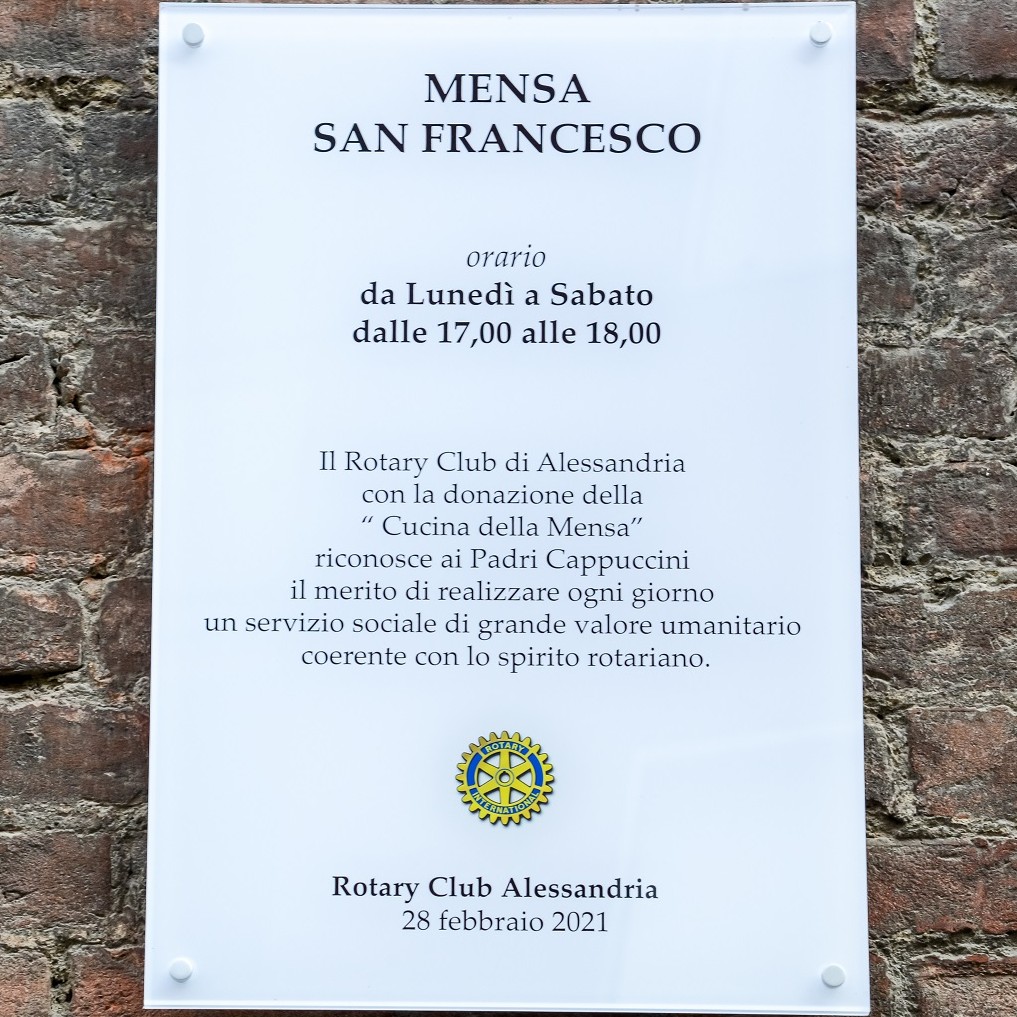 MENSA
SAN FRANCESCO
orario
da Lunedì a Sabato
dalle 17,00 alle 18,00
Il Rotary Club di Alessandria
con la donazione della
“ Cucina della Mensa”
riconosce ai Padri Cappuccini
il merito di realizzare ogni giorno
un servizio sociale di grande valore umanitario
coerente con lo spirito rotariano.
ROTARY
INTERNATIONAL
Rotary Club Alessandria
28 febbraio 2021